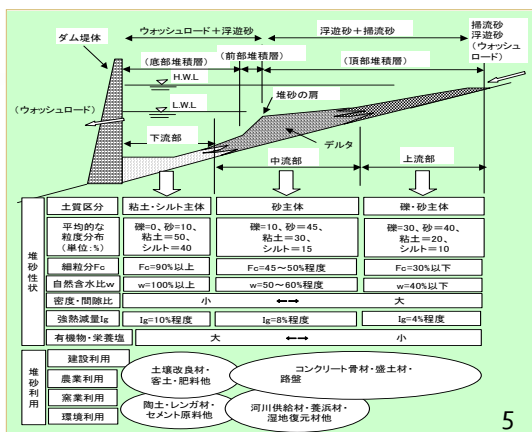 ウォッシュロード＋浮遊砂
浮遊砂＋掃流砂
掃流砂
浮遊砂
(ウォッシュ
ロード)
ダム堤体
(底部堆積層)
(前部堆積層)
(頂部堆積層)
H.W.L
L.W.L
堆砂の肩
(ウォッシュロード)
デルタ
下流部
中流部
上流部
堆砂性状
土質区分
粘土・シルト主体
砂主体
礫・砂主体
平均的な
粒度分布
(単位:%)
礫=0、砂=10、
粘土=50、
シルト=40
礫=10、砂=45、
粘土=30、
シルト=15
礫=30、砂=40、
粘土=20、
シルト=10
細粒分Fc
Fc=90%以上
Fc=45～50%程度
Fc=30%以下
自然含水比w
w=100%以上
w=50～60%程度
w=40%以下
密度・間隙比
小 ←→ 大
強熱減量Ig
Ig=10%程度
Ig=8%程度
Ig=4%程度
有機物・栄養塩
大 ←→ 小
堆砂利用
建設利用
農業利用
窯業利用
環境利用
土壌改良材・
客土・肥料他
コンクリート骨材・盛土材・
路盤
陶土・レンガ材・
セメント原料他
河川供給材・養浜材・
湿地復元材他
5